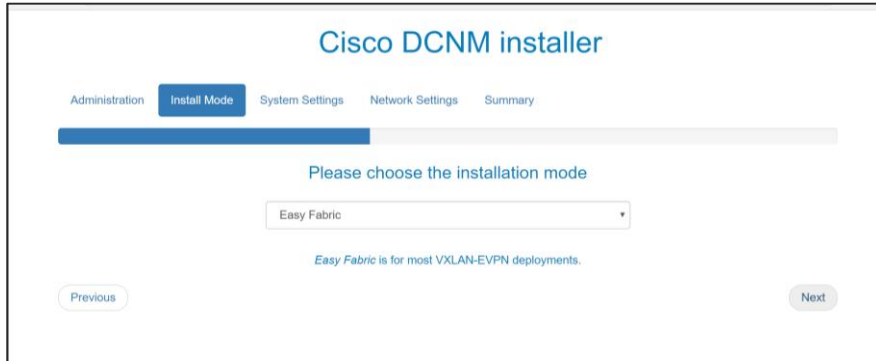 Cisco DCNM installer
Administration Install Mode System Settings Network Settings Summary
Please choose the installation mode
Easy Fabric
Easy Fabric is for most VXLAN-EVPN deployments.
Previous Next